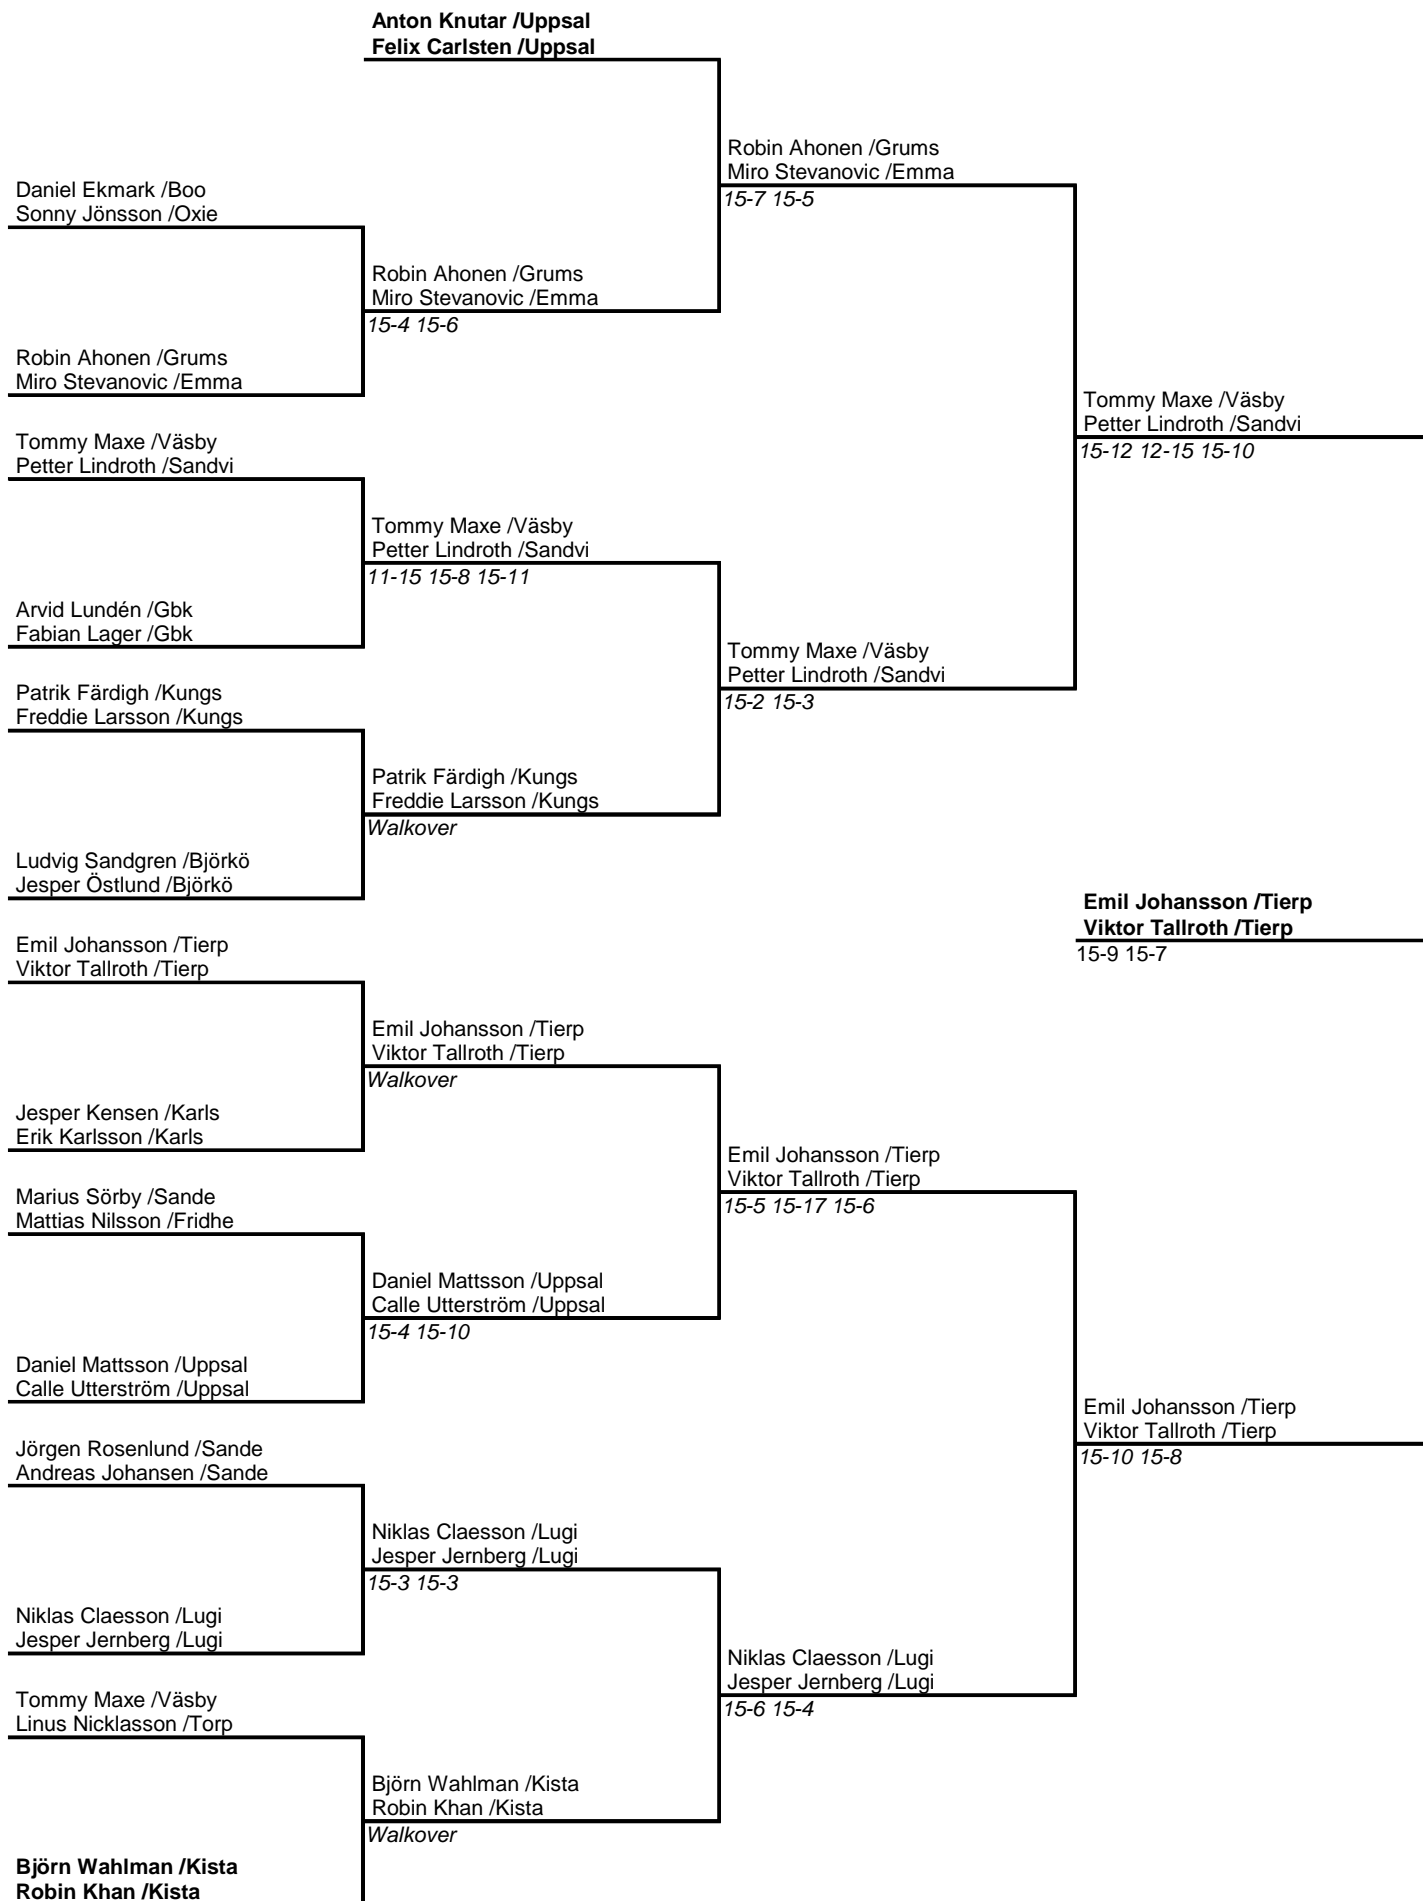 Anton Knutar /Uppsal
Felix Carlsten /Uppsal
Robin Ahonen /Grums
Miro Stevanovic /Emma
15-7 15-5
Daniel Ekmark /Boo
Sonny Jönsson /Oxie
Robin Ahonen /Grums
Miro Stevanovic /Emma
15-4 15-6
Robin Ahonen /Grums
Miro Stevanovic /Emma
Tommy Maxe /Väsby
Petter Lindroth /Sandvi
15-12 12-15 15-10
Tommy Maxe /Väsby
Petter Lindroth /Sandvi
Tommy Maxe /Väsby
Petter Lindroth /Sandvi
11-15 15-8 15-11
Arvid Lundén /Gbk
Fabian Lager /Gbk
Tommy Maxe /Väsby
Petter Lindroth /Sandvi
15-2 15-3
Patrik Färdigh /Kungs
Freddie Larsson /Kungs
Patrik Färdigh /Kungs
Freddie Larsson /Kungs
Walkover
Ludvig Sandgren /Björkö
Jesper Östlund /Björkö
Emil Johansson /Tierp
Viktor Tallroth /Tierp
15-9 15-7
Emil Johansson /Tierp
Viktor Tallroth /Tierp
Emil Johansson /Tierp
Viktor Tallroth /Tierp
Walkover
Jesper Kensen /Karls
Erik Karlsson /Karls
Emil Johansson /Tierp
Viktor Tallroth /Tierp
15-5 15-17 15-6
Marius Sörby /Sande
Mattias Nilsson /Fridhe
Daniel Mattsson /Uppsal
Calle Utterström /Uppsal
15-4 15-10
Daniel Mattsson /Uppsal
Calle Utterström /Uppsal
Emil Johansson /Tierp
Viktor Tallroth /Tierp
15-10 15-8
Jörgen Rosenlund /Sande
Andreas Johansen /Sande
Niklas Claesson /Lugi
Jesper Jernberg /Lugi
15-3 15-3
Niklas Claesson /Lugi
Jesper Jernberg /Lugi
Niklas Claesson /Lugi
Jesper Jernberg /Lugi
15-6 15-4
Tommy Maxe /Väsby
Linus Nicklasson /Torp
Björn Wahlman /Kista
Robin Khan /Kista
Walkover
Björn Wahlman /Kista
Robin Khan /Kista